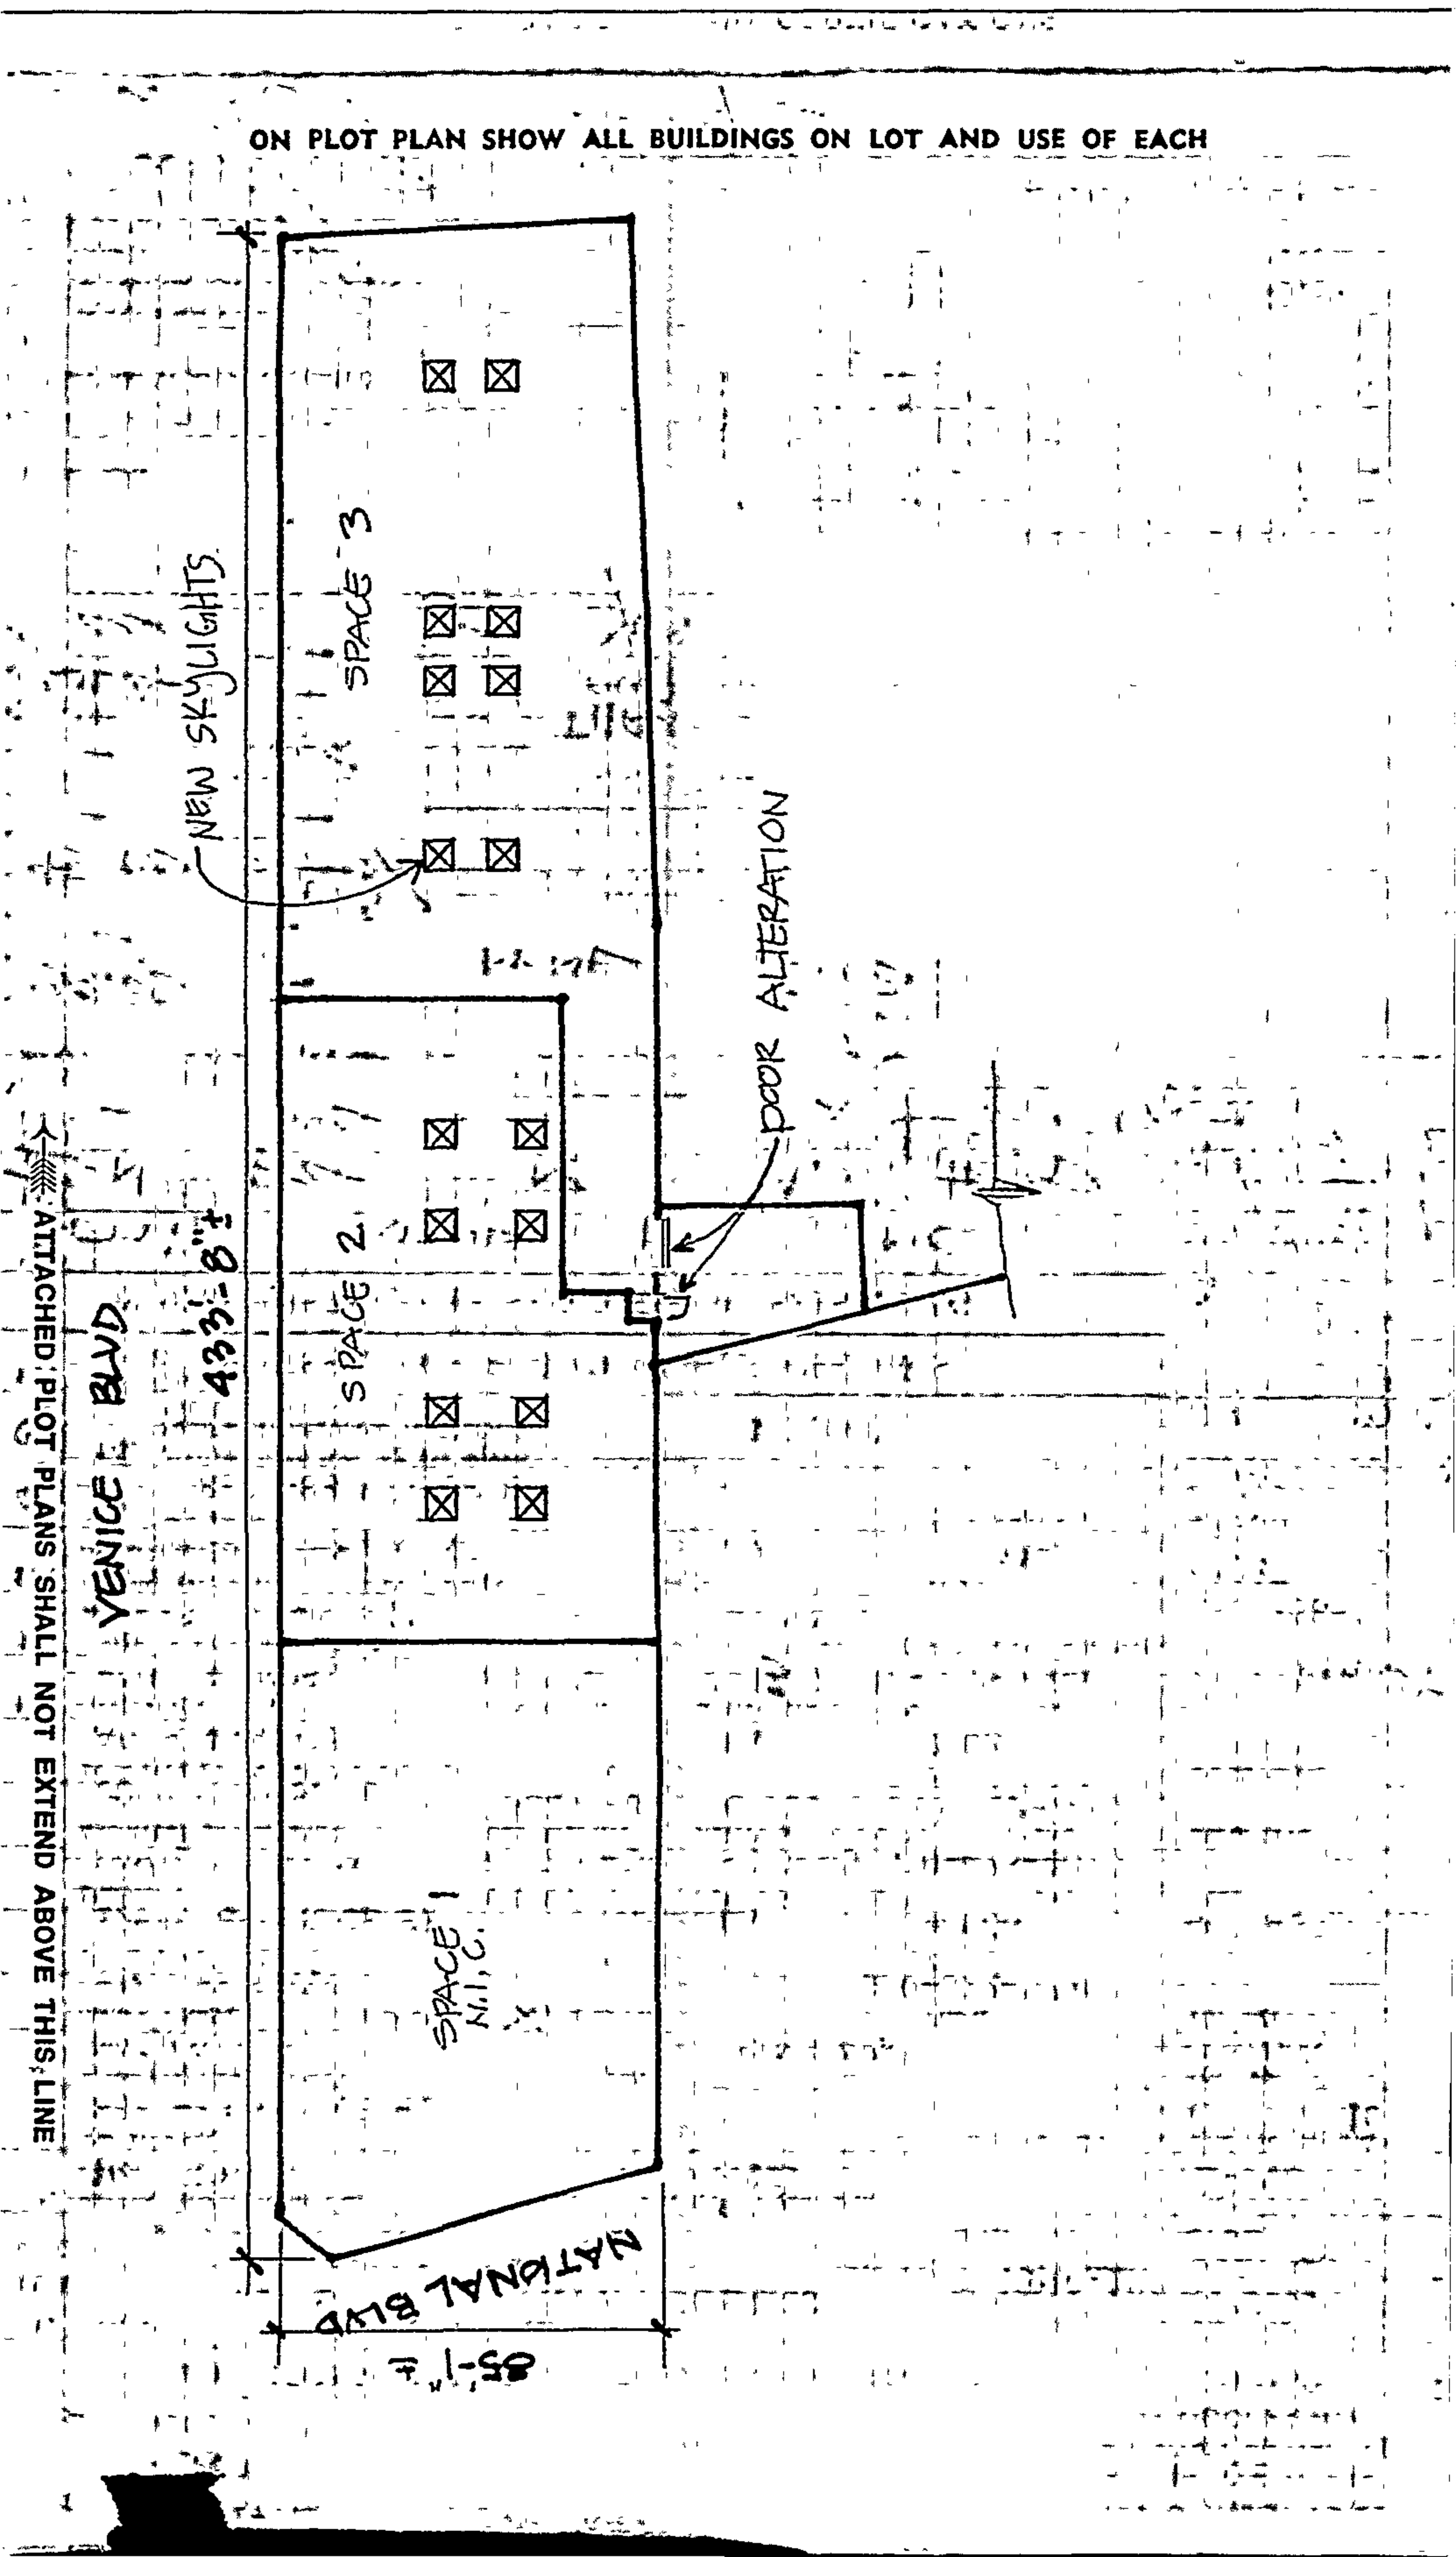 ON PLOT PLAN SHOW ALL BUILDINGS ON LOT AND USE OF EACH
NEW SKYLIGHTS
SPACE 3
DOOR ALTERATION
ATTACHED PLOT PLANS SHALL NOT EXTEND ABOVE THIS LINE
VENICE BLVD
433'-8"±
SPACE 2
SPACE 1
N.I.C.
NATIONAL BLVD
85'-1"±